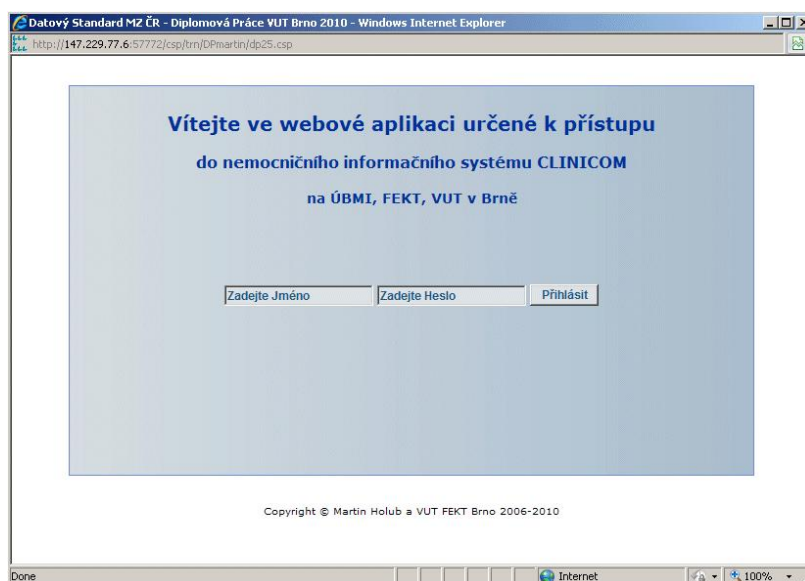 Datový Standard MZ ČR - Diplomová Práce VUT Brno 2010 - Windows Internet Explorer
http://147.229.77.6:57772/csp/trn/DPmartin/dp25.csp
Vítejte ve webové aplikaci určené k přístupu
do nemocničního informačního systému CLINICOM
na ÚBMI, FEKT, VUT v Brně
Zadejte Jméno Zadejte Heslo Přihlásit
Copyright © Martin Holub a VUT FEKT Brno 2006-2010
Done Internet 100%